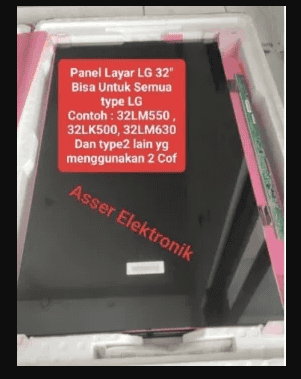 Panel Layar LG 32"
Bisa Untuk Semua
type LG
Contoh : 32LM550 ,
32LK500, 32LM630
Dan type2 lain yg
menggunakan 2 Cof
Asser Elektronik